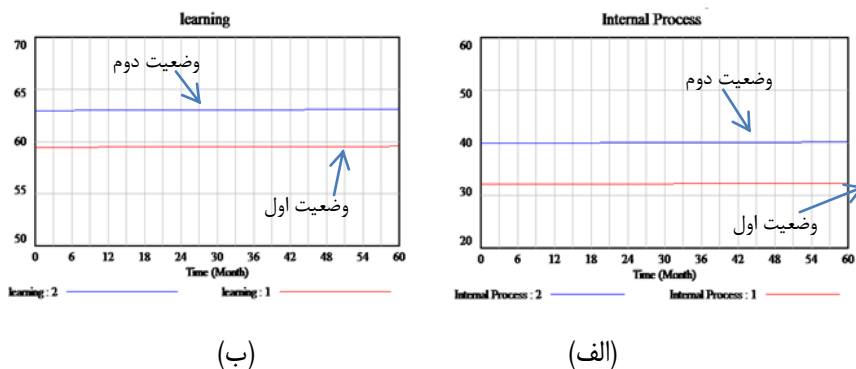 learning
70
65
60
55
50
وضعیت دوم
وضعیت اول
0 6 12 18 24 30 36 42 48 54 60
Time (Month)
learning : 2
learning : 1
(ب)
Internal Process
60
50
40
30
20
وضعیت دوم
وضعیت اول
0 6 12 18 24 30 36 42 48 54 60
Time (Month)
Internal Process : 2
Internal Process : 1
(الف)